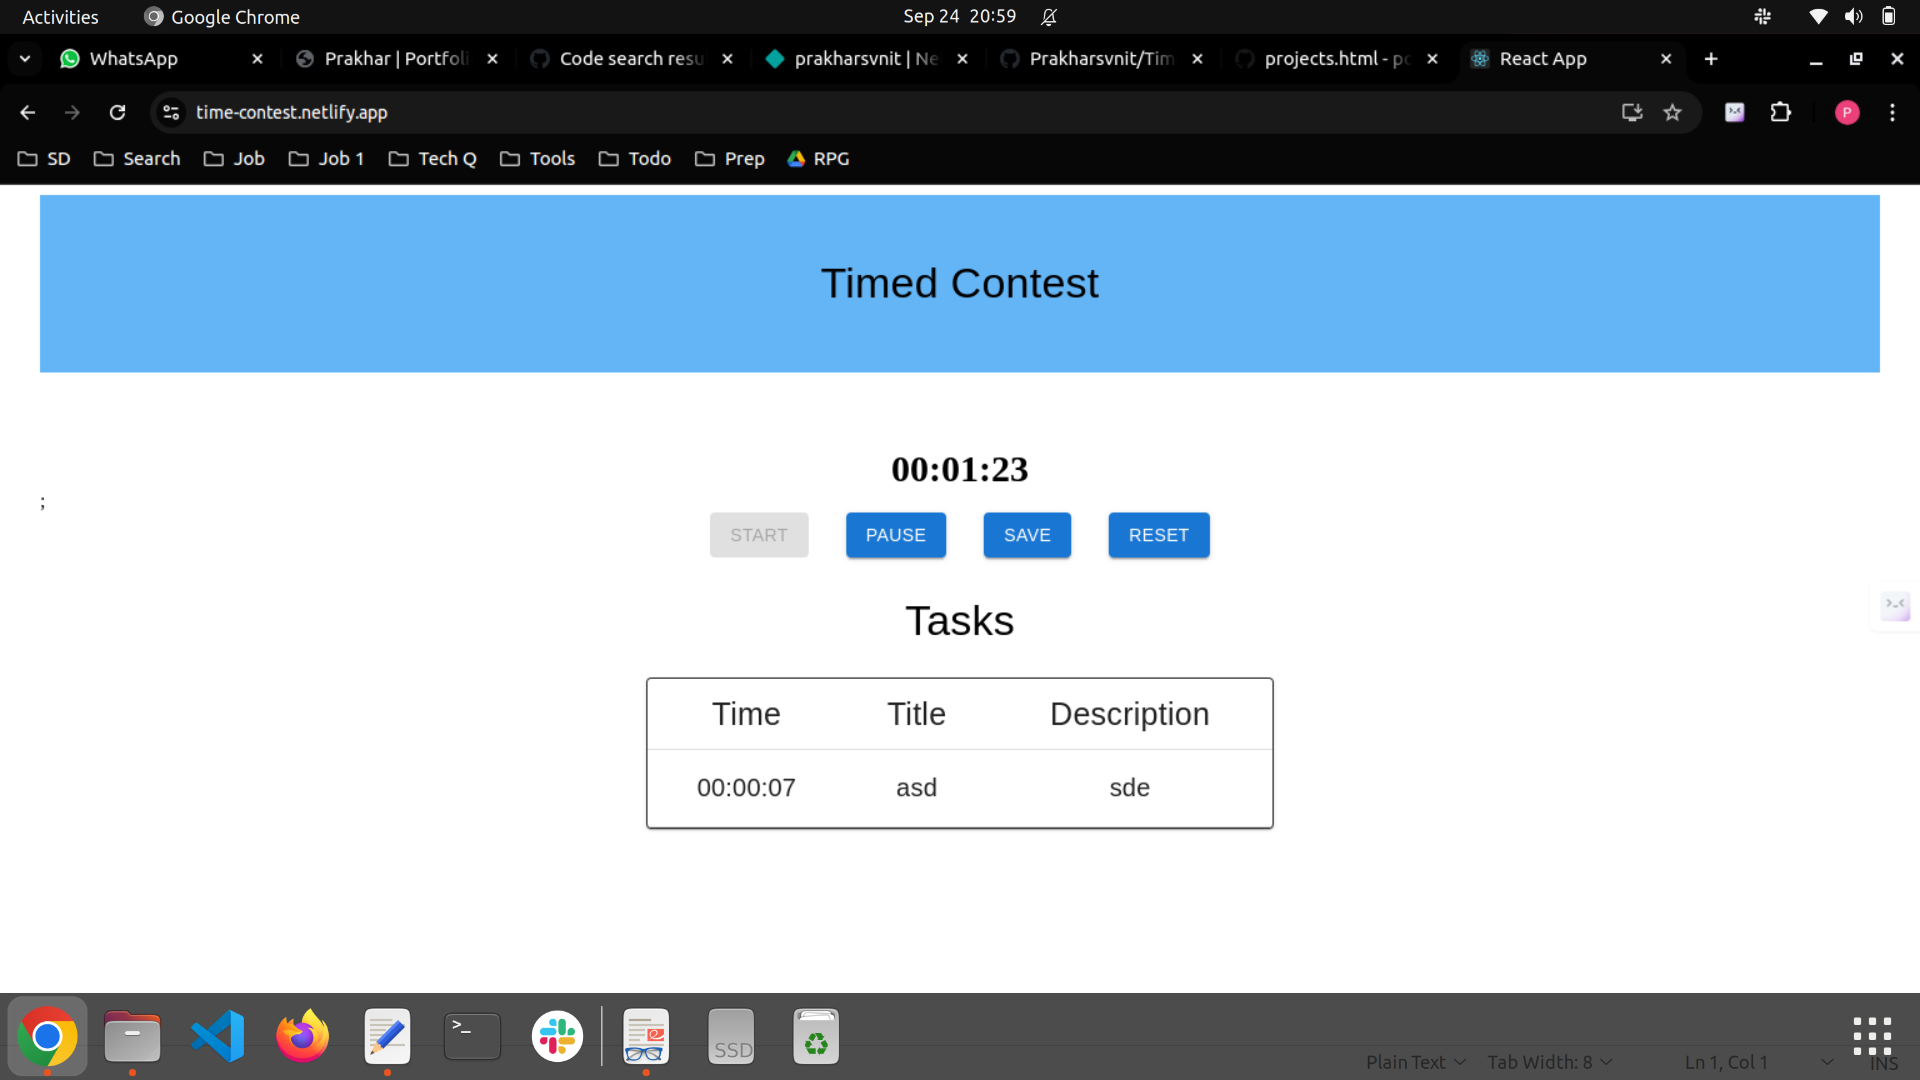 Activities Google Chrome Sep 24 20:59
WhatsApp Prakhar | Portfoli Code search resu prakharsvnit | Ne Prakharsvnit/Tim projects.html - po React App
time-contest.netlify.app P
SD Search Job Job 1 Tech Q Tools Todo Prep RPG
Timed Contest
00:01:23
;
START PAUSE SAVE RESET
Tasks
Time Title Description
00:00:07 asd sde
SSD
Plain Text Tab Width: 8 Ln 1, Col 1 INS